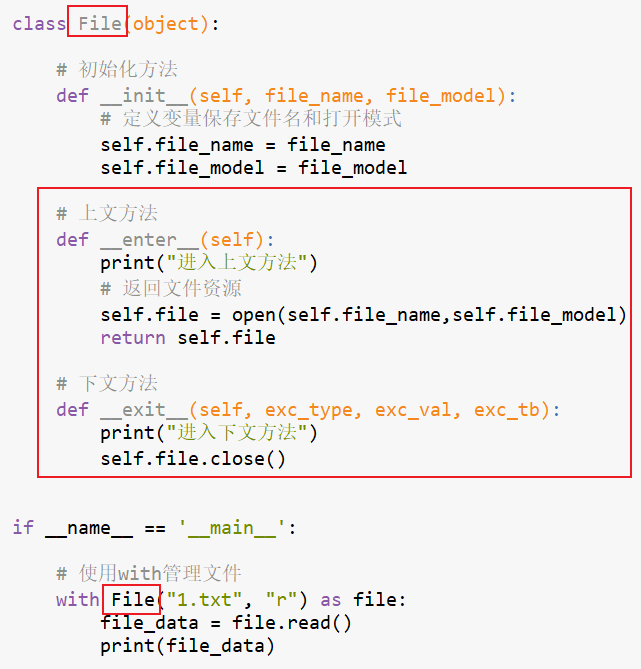 class File(object):
    # 初始化方法
    def __init__(self, file_name, file_model):
        # 定义变量保存文件名和打开模式
        self.file_name = file_name
        self.file_model = file_model
    # 上文方法
    def __enter__(self):
        print("进入上文方法")
        # 返回文件资源
        self.file = open(self.file_name,self.file_model)
        return self.file
    # 下文方法
    def __exit__(self, exc_type, exc_val, exc_tb):
        print("进入下文方法")
        self.file.close()
if __name__ == '__main__':
    # 使用with管理文件
    with File("1.txt", "r") as file:
        file_data = file.read()
        print(file_data)